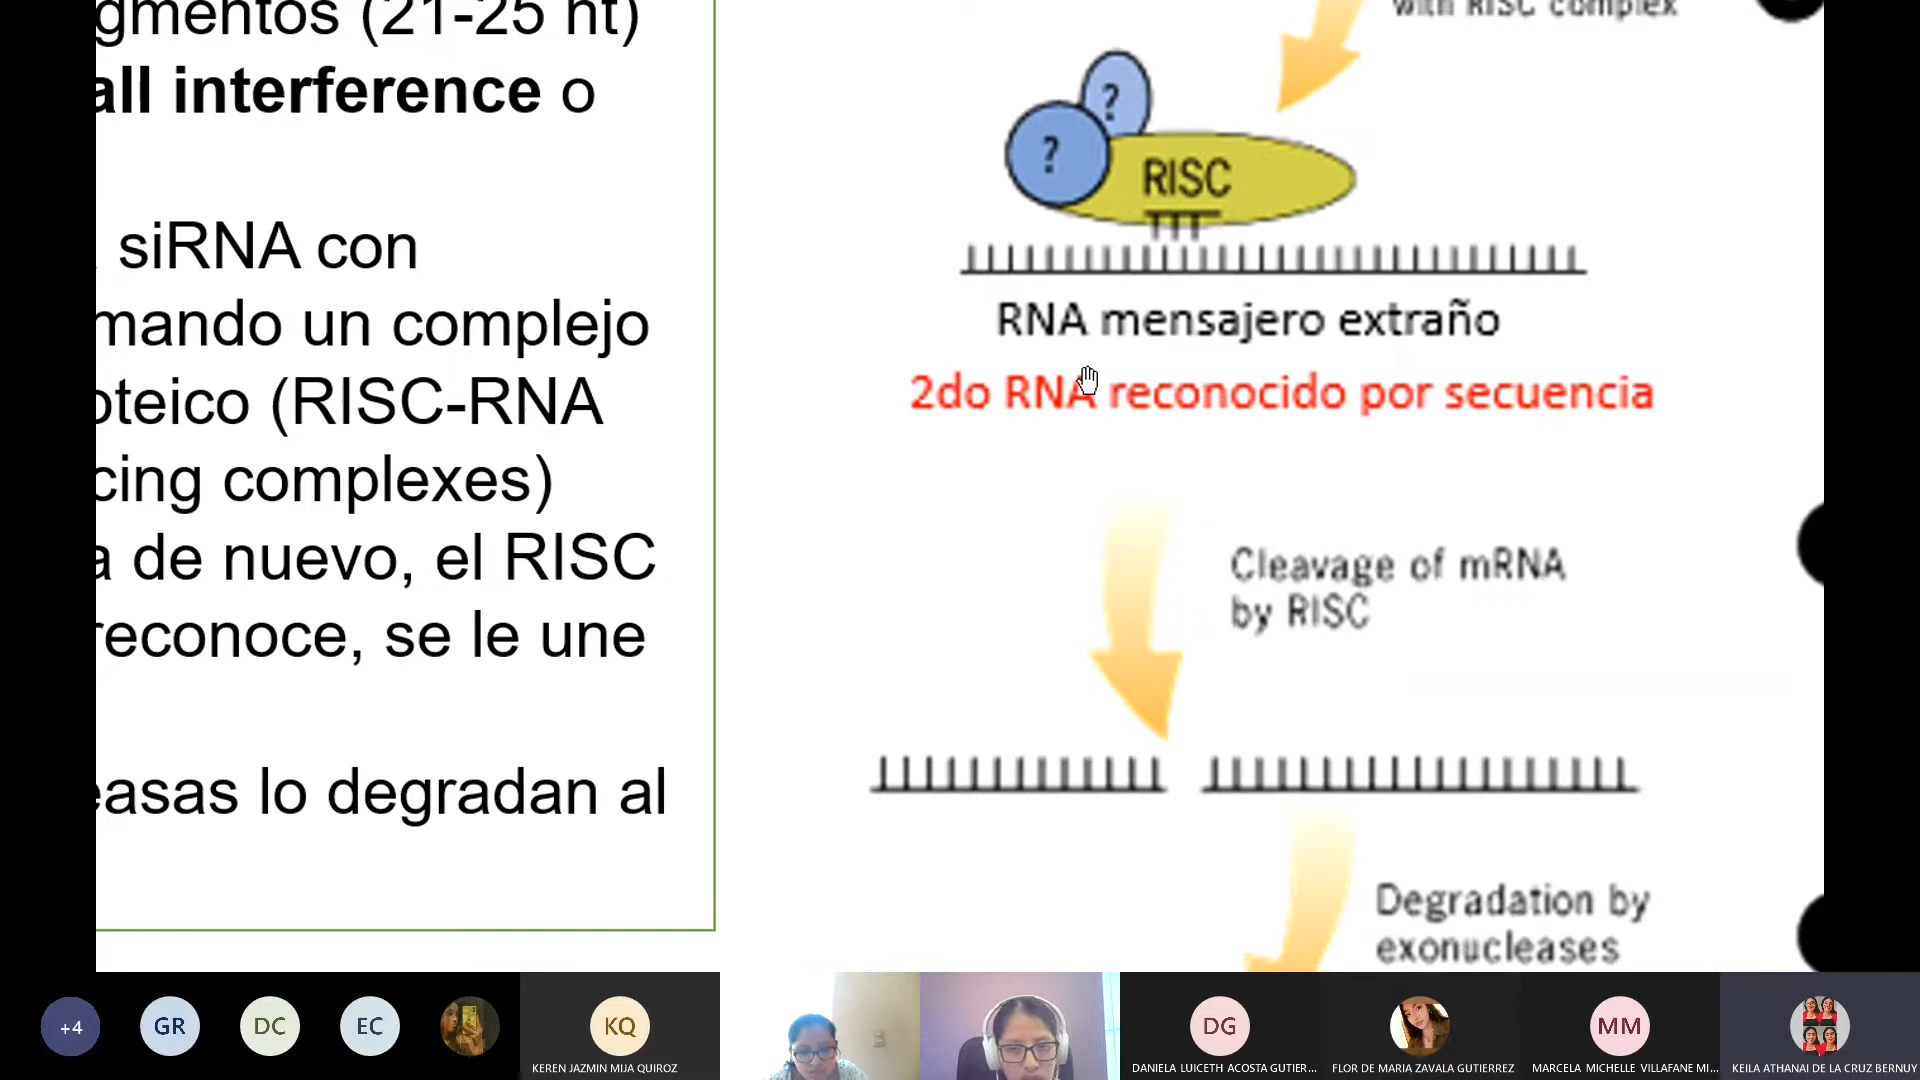 gmentos (21-25 nt)
all interference o
siRNA con
mando un complejo
oteico (RISC-RNA
cing complexes)
a de nuevo, el RISC
reconoce, se le une
easas lo degradan al
with RISC complex
?
?
RISC
RNA mensajero extraño
2do RNA reconocido por secuencia
Cleavage of mRNA
by RISC
Degradation by
exonucleases
+4
GR
DC
EC
KQ
KEREN JAZMIN MIJA QUIROZ
DG
DANIELA LUICETH ACOSTA GUTIER...
FLOR DE MARIA ZAVALA GUTIERREZ
MM
MARCELA MICHELLE VILLAFANE MI...
KEILA ATHANAI DE LA CRUZ BERNUY